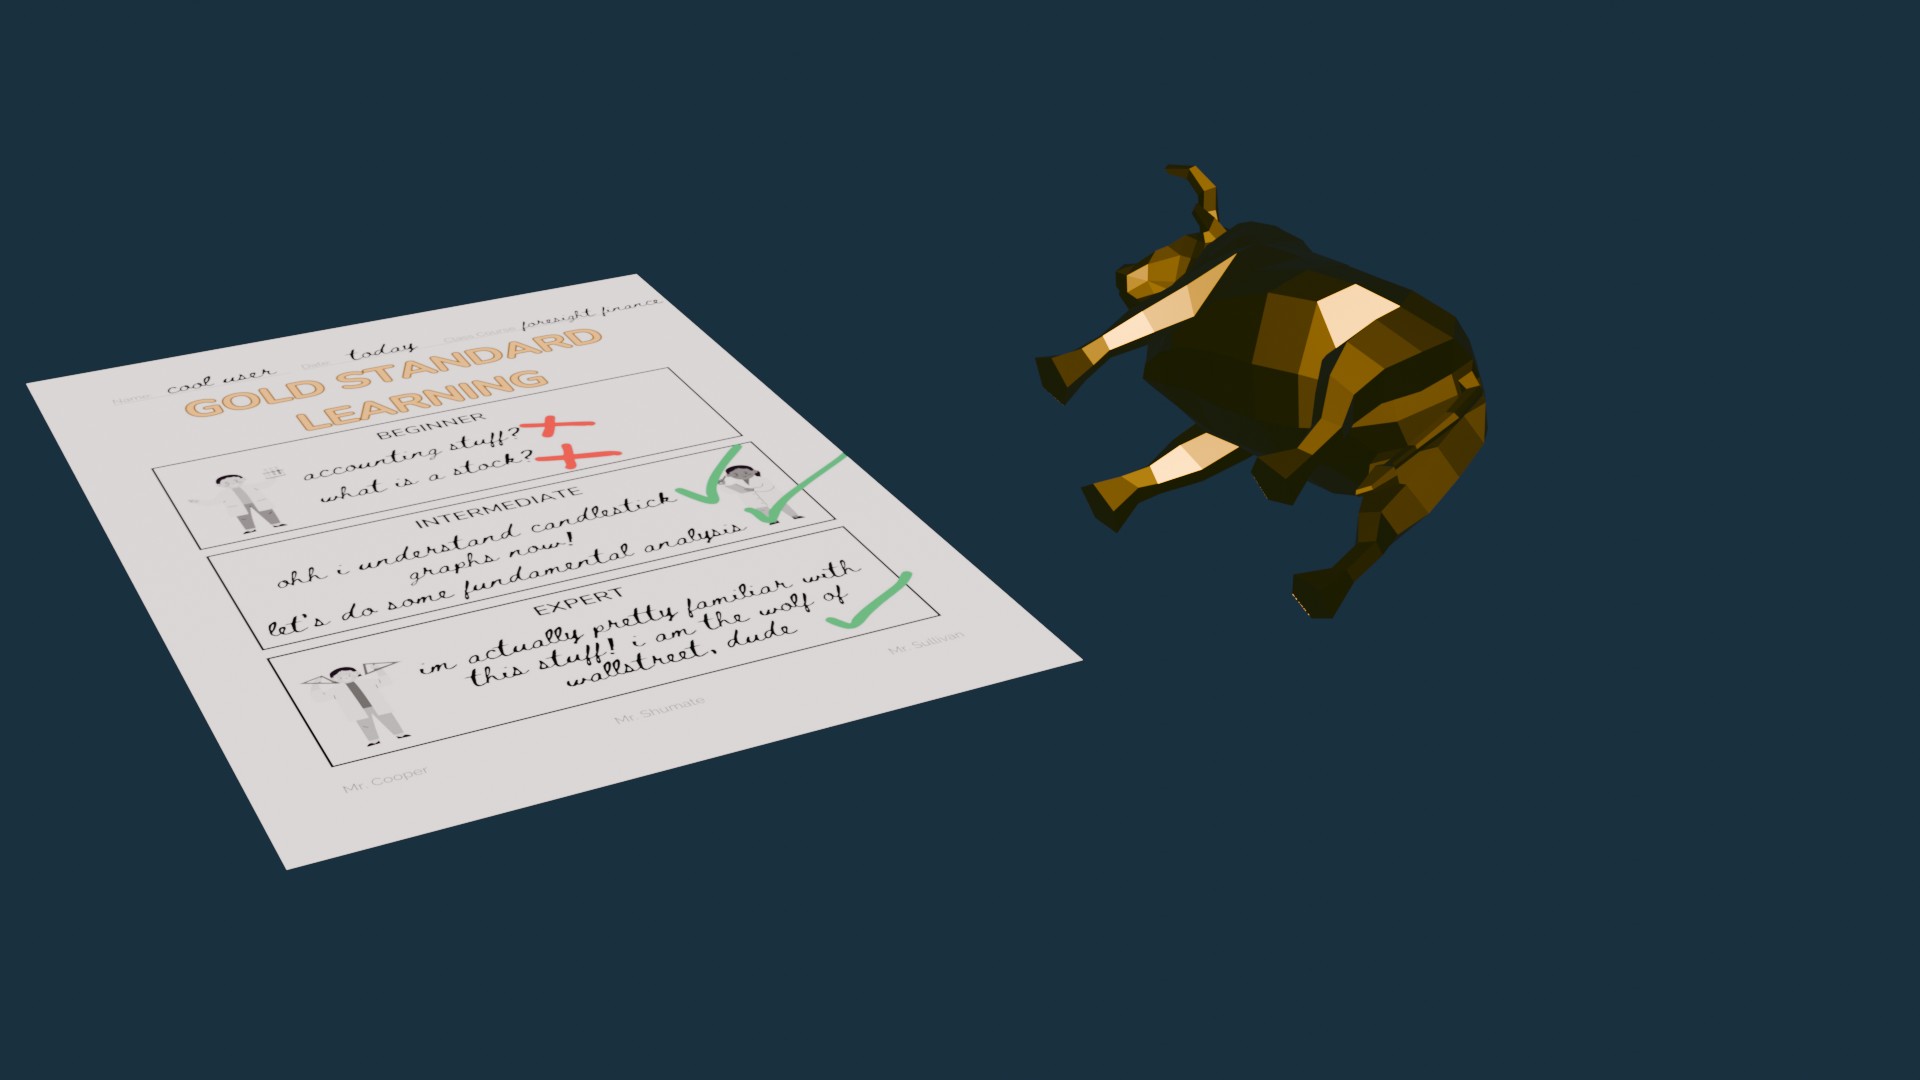 Name: cool user Date: today Class Course: foresight finance
GOLD STANDARD
LEARNING
BEGINNER
accounting stuff?
what is a stock?
INTERMEDIATE
ohh i understand candlestick
graphs now!
let's do some fundamental analysis
EXPERT
im actually pretty familiar with
this stuff! i am the wolf of
wallstreet, dude
Mr. Cooper Mr. Shumate Mr. Sullivan